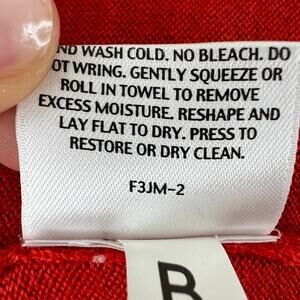 ND WASH COLD. NO BLEACH. DO
OT WRING. GENTLY SQUEEZE OR
ROLL IN TOWEL TO REMOVE
EXCESS MOISTURE. RESHAPE AND
LAY FLAT TO DRY. PRESS TO
RESTORE OR DRY CLEAN.
F3JM-2
B